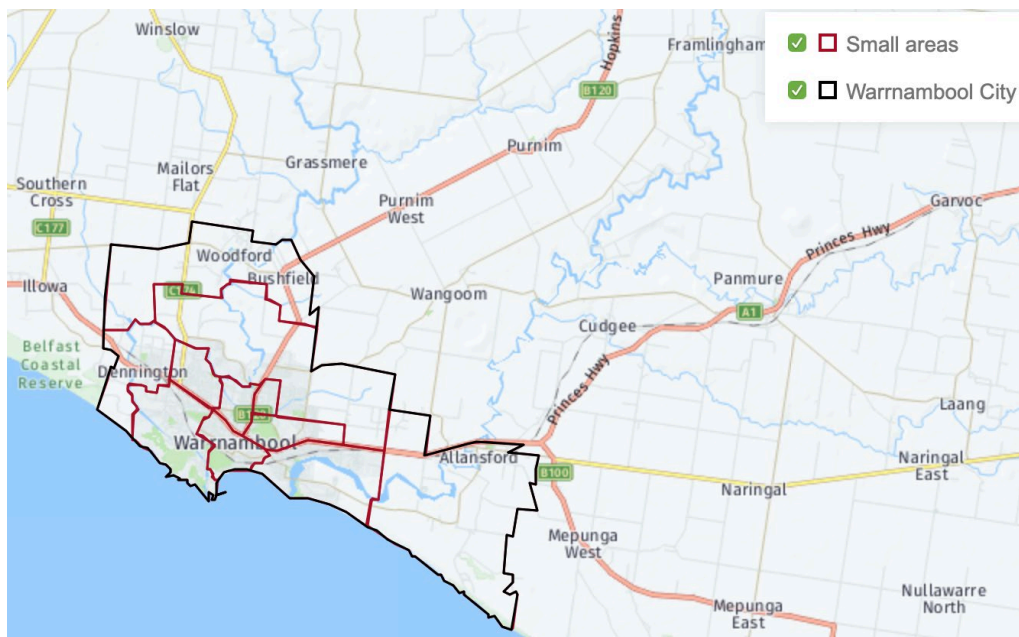 Winslow
Framlingham
Small areas
Warrnambool City
Hopkins
B120
Purnim
Grassmere
Mailors
Flat
Southern
Cross
C177
Purnim
West
Garvoc
Princes Hwy
Woodford
Bushfield
Illowa
C174
Wangoom
Panmure
A1
Cudgee
Belfast
Coastal
Reserve
Dennington
Princes Hwy
Laang
Warrnambool
Allansford
B100
Naringal
Naringal
East
Mepunga
West
Nullawarre
North
Mepunga
East